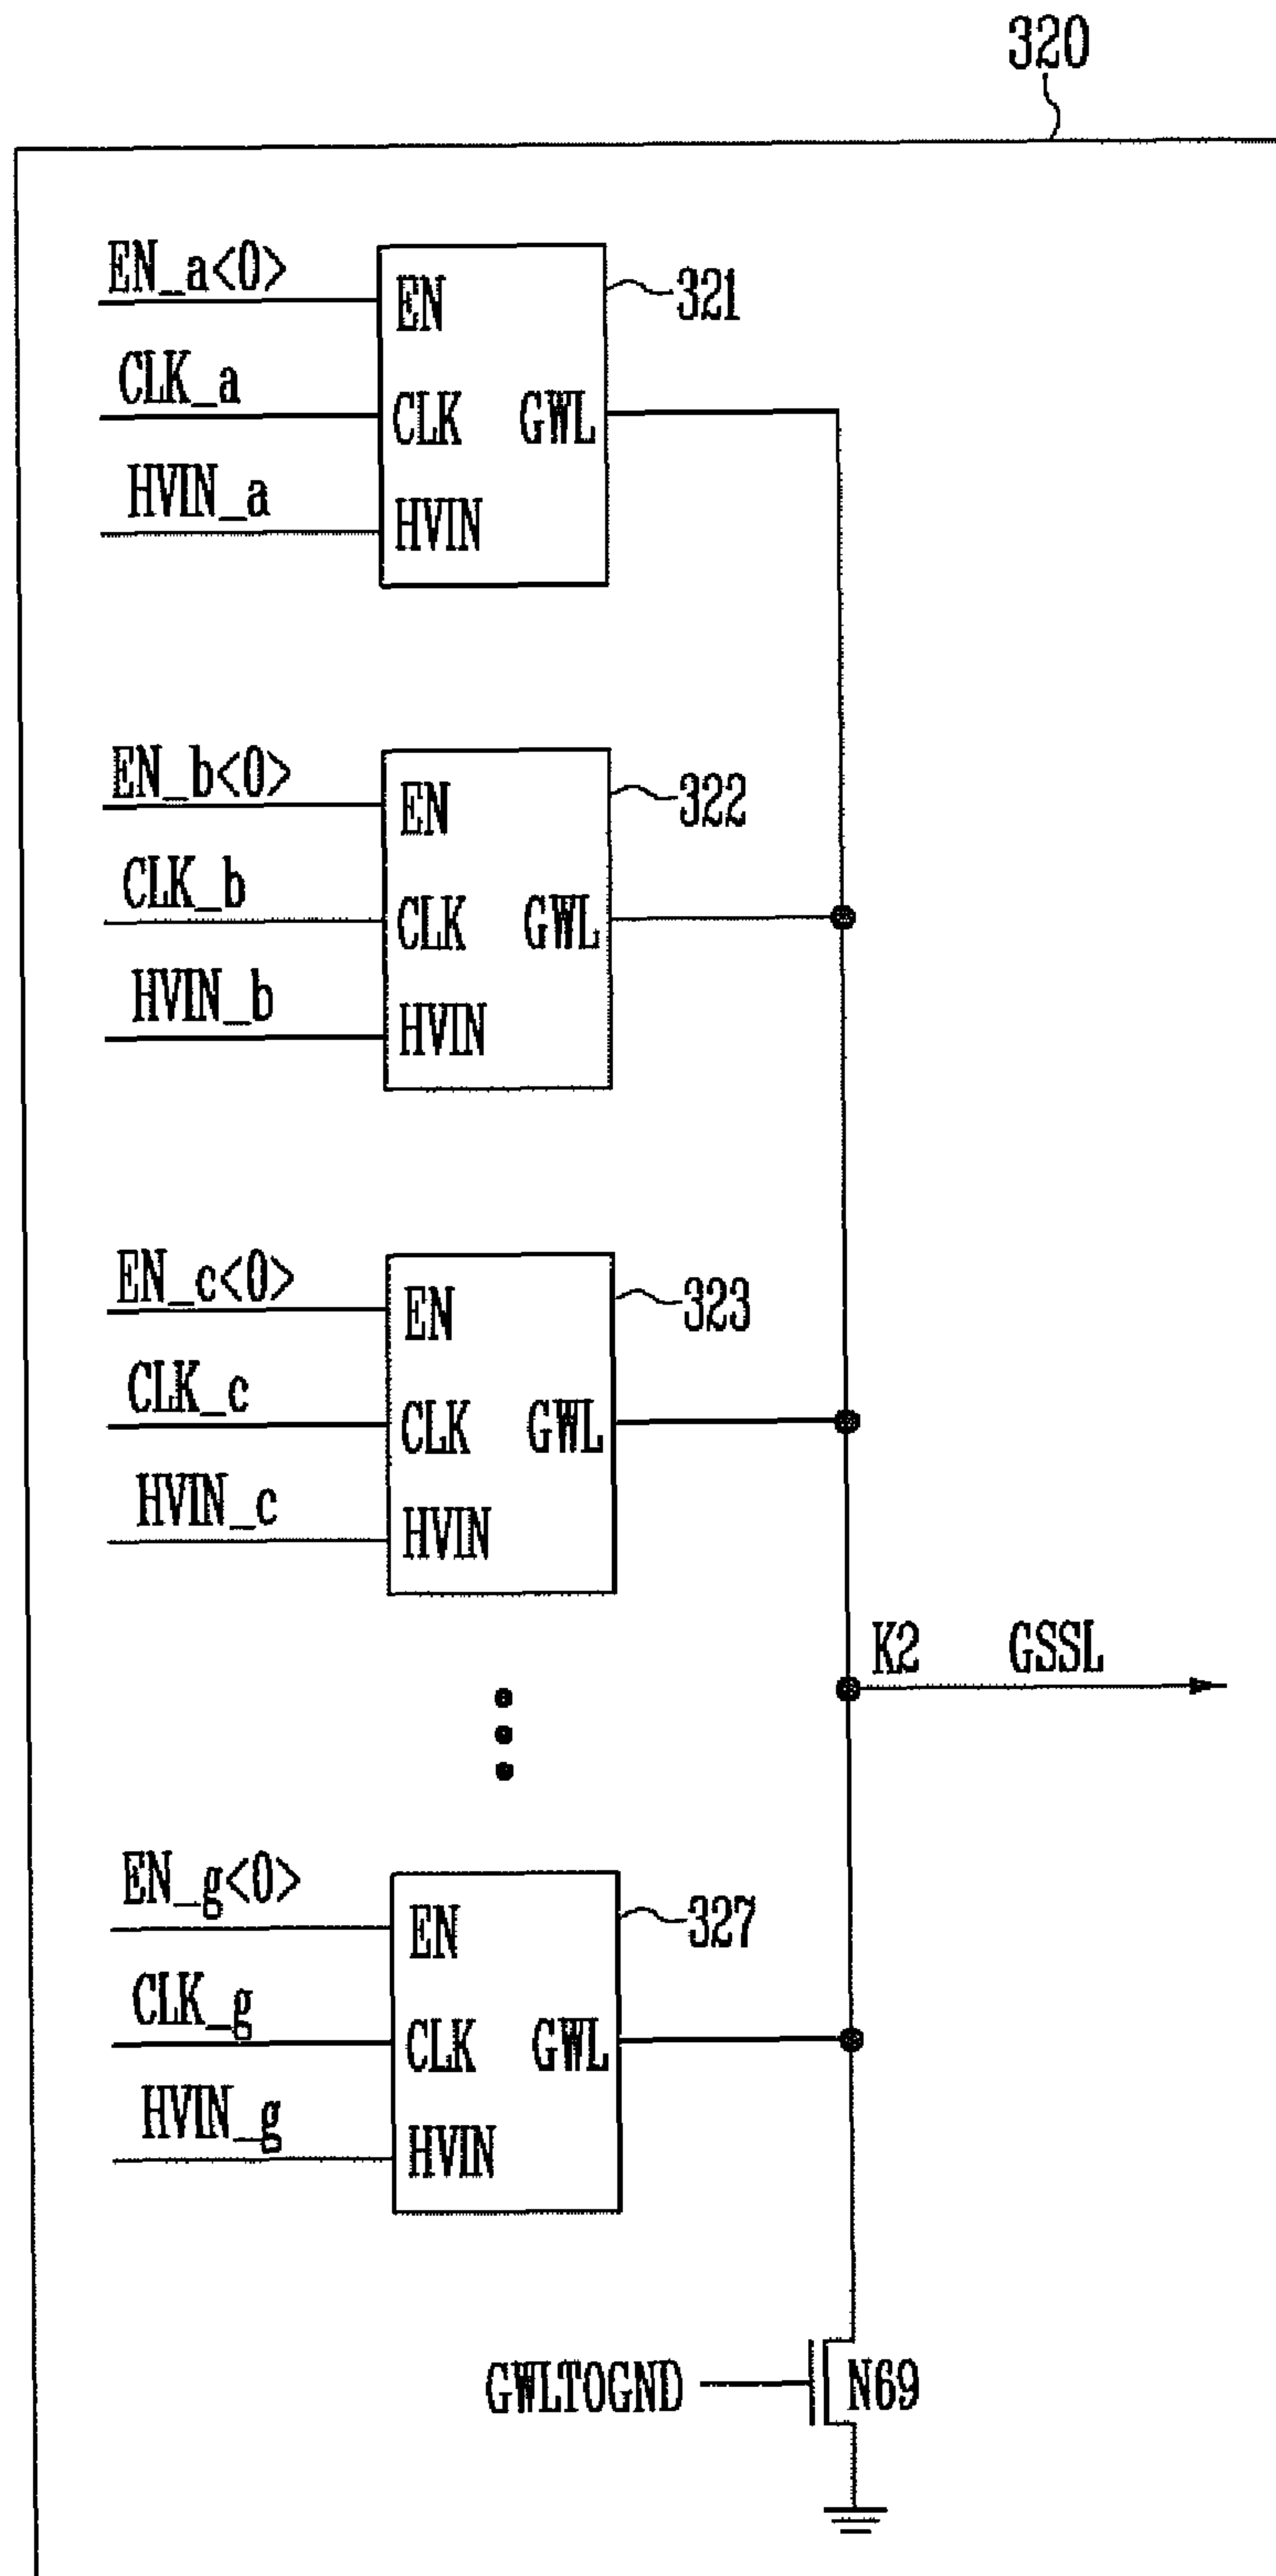 320
EN_a<0>
EN
321
CLK_a
CLK
GWL
HVIN_a
HVIN
EN_b<0>
EN
322
CLK_b
CLK
GWL
HVIN_b
HVIN
EN_c<0>
EN
323
CLK_c
CLK
GWL
HVIN_c
HVIN
K2
GSSL
EN_g<0>
EN
327
CLK_g
CLK
GWL
HVIN_g
HVIN
GWLTOGND
N69